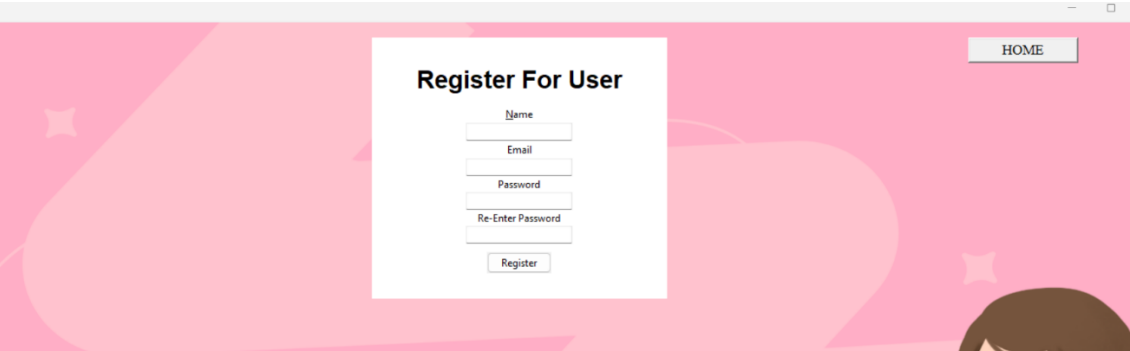 HOME
Register For User
Name
Email
Password
Re-Enter Password
Register